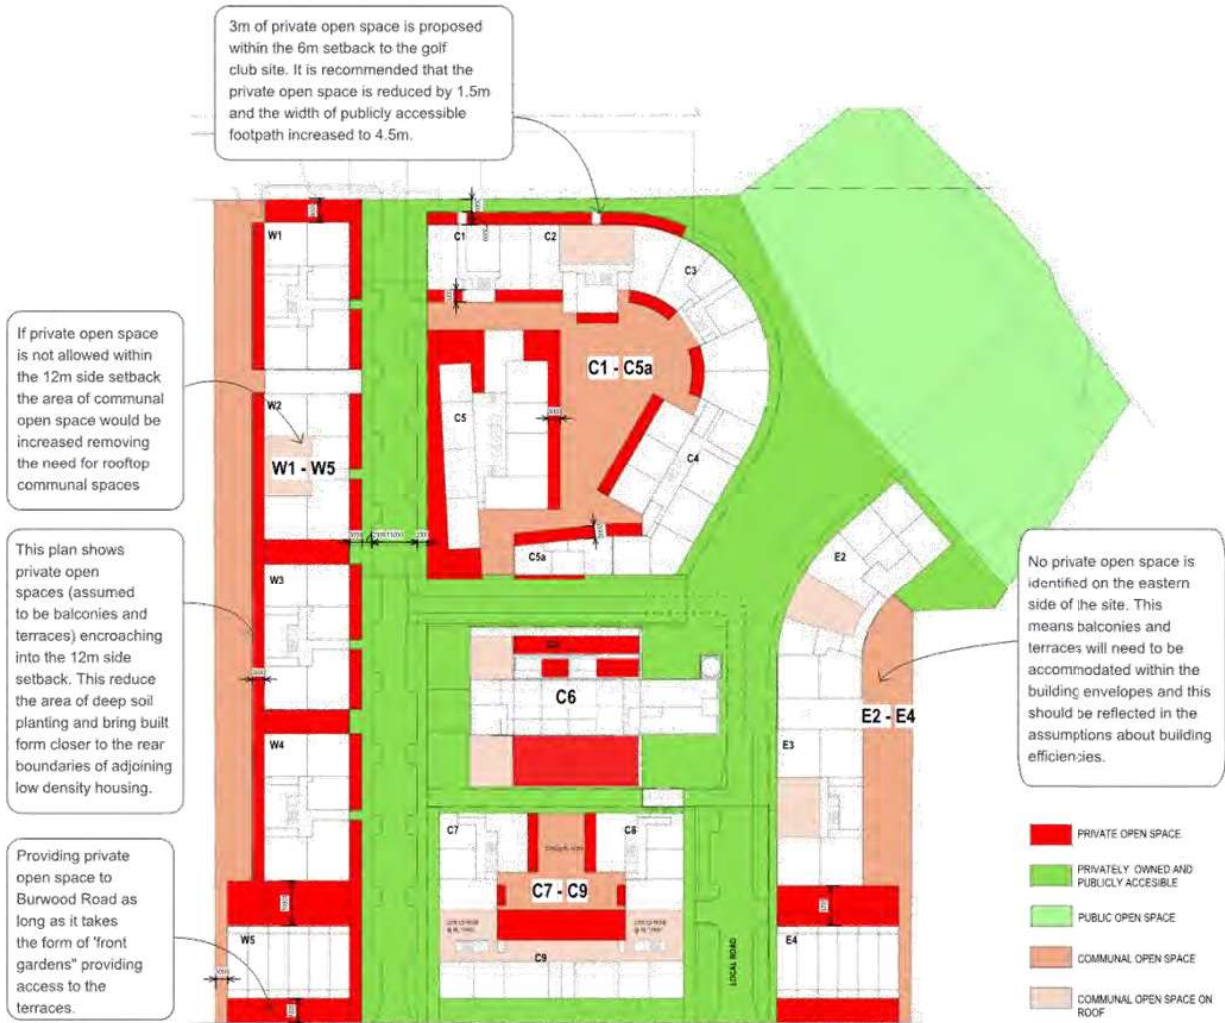 3m of private open space is proposed
within the 6m setback to the golf
club site. It is recommended that the
private open space is reduced by 1.5m
and the width of publicly accessible
footpath increased to 4.5m.
If private open space
is not allowed within
the 12m side setback
the area of communal
open space would be
increased removing
the need for rooftop
communal spaces
This plan shows
private open
spaces (assumed
to be balconies and
terraces) encroaching
into the 12m side
setback. This reduce
the area of deep soil
planting and bring built
form closer to the rear
boundaries of adjoining
low density housing.
Providing private
open space to
Burwood Road as
long as it takes
the form of 'front
gardens" providing
access to the
terraces.
No private open space is
identified on the eastern
side of the site. This
means balconies and
terraces will need to be
accommodated within the
building envelopes and this
should be reflected in the
assumptions about building
efficiencies.
W1
W2
W1 - W5
W3
W4
W5
C1
C2
C3
C1 - C5a
C5
C4
C5a
C6
C7
C7 - C9
C9
E2
E2 - E4
E3
E4
LOCAL ROAD
PRIVATE OPEN SPACE
PRIVATELY OWNED AND
PUBLICLY ACCESIBLE
PUBLIC OPEN SPACE
COMMUNAL OPEN SPACE
COMMUNAL OPEN SPACE ON
ROOF